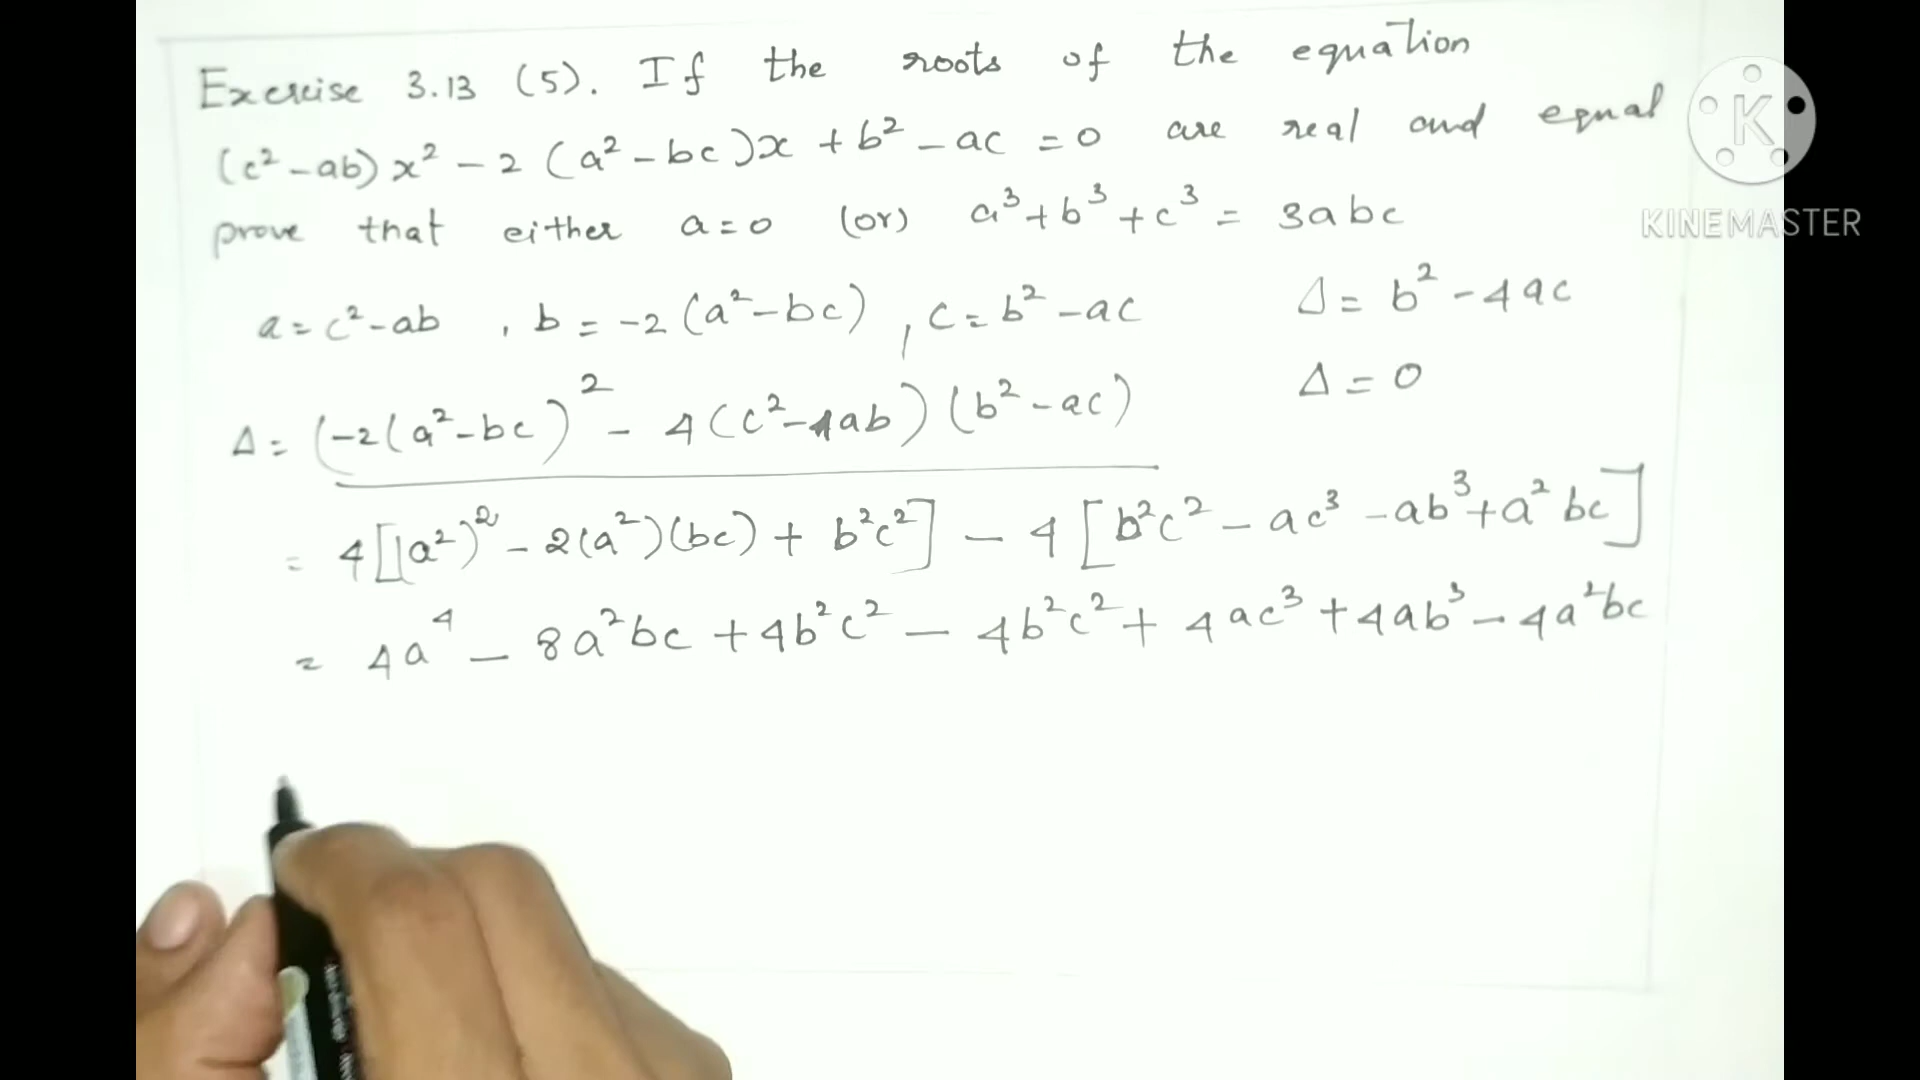 Exercise 3.13 (5). If the roots of the equation
(c² - ab) x² - 2 (a² - bc) x + b² - ac = 0 are real and equal
prove that either a = 0 (or) a³ + b³ + c³ = 3abc
a = c² - ab , b = -2 (a² - bc) , c = b² - ac
Δ = b² - 4ac
Δ = 0
Δ = (-2(a² - bc)² - 4(c² - ab) (b² - ac)
= 4[(a²)² - 2(a²)(bc) + b²c²] - 4 [b²c² - ac³ - ab³ + a²bc]
= 4a⁴ - 8a²bc + 4b²c² - 4b²c² + 4ac³ + 4ab³ - 4a²bc
K
KINEMASTER